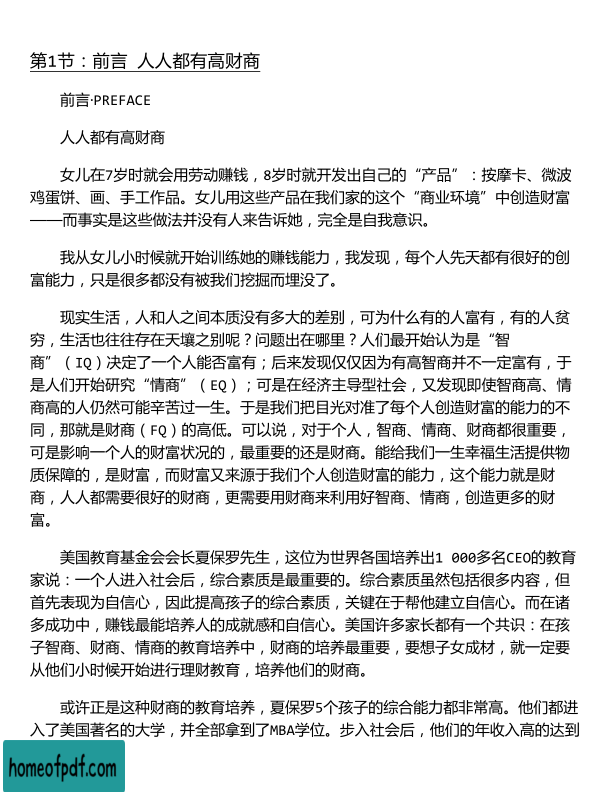 第1节：前言 人人都有高财商
前言·PREFACE
人人都有高财商
女儿在7岁时就会用劳动赚钱，8岁时就开发出自己的“产品”：按摩卡、微波
鸡蛋饼、画、手工作品。女儿用这些产品在我们家的这个“商业环境”中创造财富
——而事实是这些做法并没有人来告诉她，完全是自我意识。
我从女儿小时候就开始训练她的赚钱能力，我发现，每个人先天都有很好的创
富能力，只是很多都没有被我们挖掘而埋没了。
现实生活，人和人之间本质没有多大的差别，可为什么有的人富有，有的人贫
穷，生活也往往存在天壤之别呢？问题出在哪里？人们最开始认为是“智
商”（IQ）决定了一个人能否富有；后来发现仅仅因为有高智商并不一定富有，于
是人们开始研究“情商”（EQ）；可是在经济主导型社会，又发现即使智商高、情
商高的人仍然可能辛苦过一生。于是我们把目光对准了每个人创造财富的能力的不
同，那就是财商（FQ）的高低。可以说，对于个人，智商、情商、财商都很重要，
可是影响一个人的财富状况的，最重要的还是财商。能给我们一生幸福生活提供物
质保障的，是财富，而财富又来源于我们个人创造财富的能力，这个能力就是财
商，人人都需要很好的财商，更需要用财商来利用好智商、情商，创造更多的财
富。
美国教育基金会会长夏保罗先生，这位为世界各国培养出1 000多名CEO的教育
家说：一个人进入社会后，综合素质是最重要的。综合素质虽然包括很多内容，但
首先表现为自信心，因此提高孩子的综合素质，关键在于帮他建立自信心。而在诸
多成功中，赚钱最能培养人的成就感和自信心。美国许多家长都有一个共识：在孩
子智商、财商、情商的教育培养中，财商的培养最重要，要想子女成材，就一定要
从他们小时候开始进行理财教育，培养他们的财商。
或许正是这种财商的教育培养，夏保罗5个孩子的综合能力都非常高。他们都进
入了美国著名的大学，并全部拿到了MBA学位。步入社会后，他们的年收入高的达到
homeofpdf.com